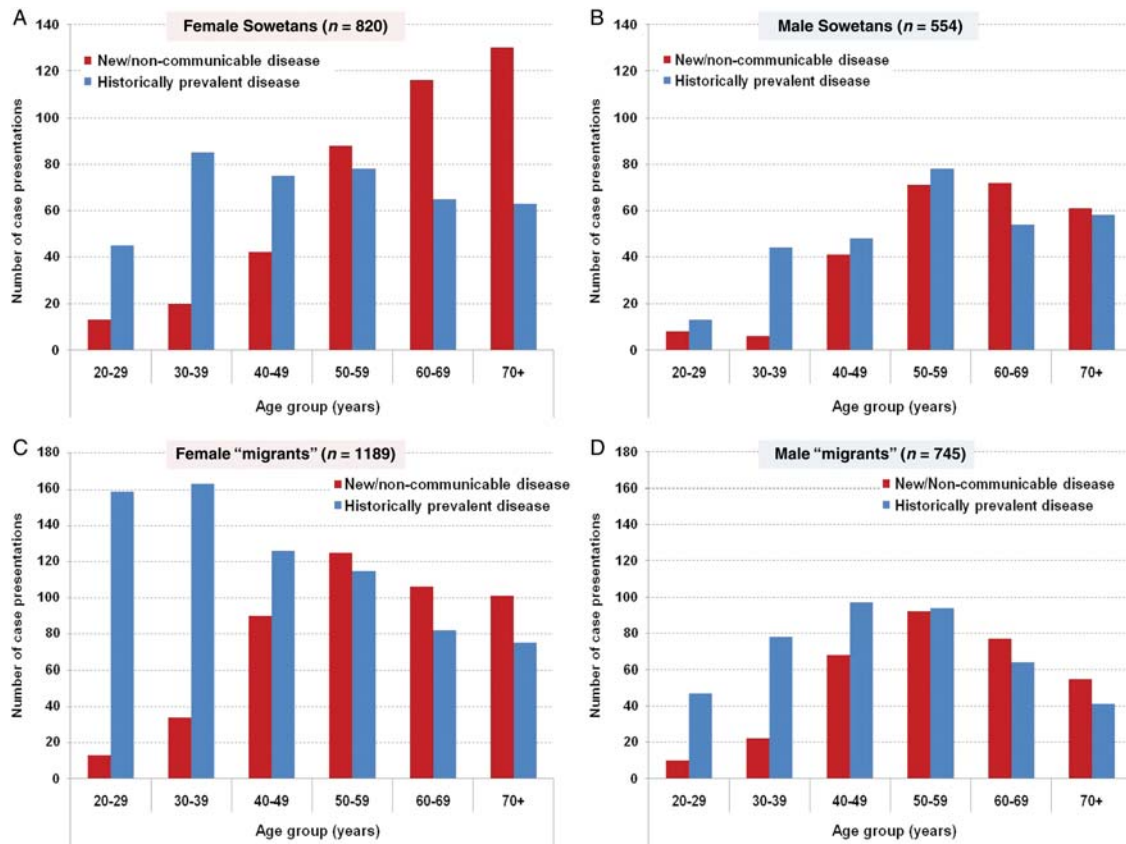 A
Female Sowetans (n = 820)
New/non-communicable disease
Historically prevalent disease
Number of case presentations
140
120
100
80
60
40
20
0
20-29 30-39 40-49 50-59 60-69 70+
Age group (years)
B
Male Sowetans (n = 554)
New/non-communicable disease
Historically prevalent disease
Number of case presentations
140
120
100
80
60
40
20
0
20-29 30-39 40-49 50-59 60-69 70+
Age group (years)
C
Female “migrants” (n = 1189)
New/non-communicable disease
Historically prevalent disease
Number of case presentations
180
160
140
120
100
80
60
40
20
0
20-29 30-39 40-49 50-59 60-69 70+
Age group (years)
D
Male “migrants” (n = 745)
New/Non-communicable disease
Historically prevalent disease
Number of case presentations
180
160
140
120
100
80
60
40
20
0
20-29 30-39 40-49 50-59 60-69 70+
Age group (years)